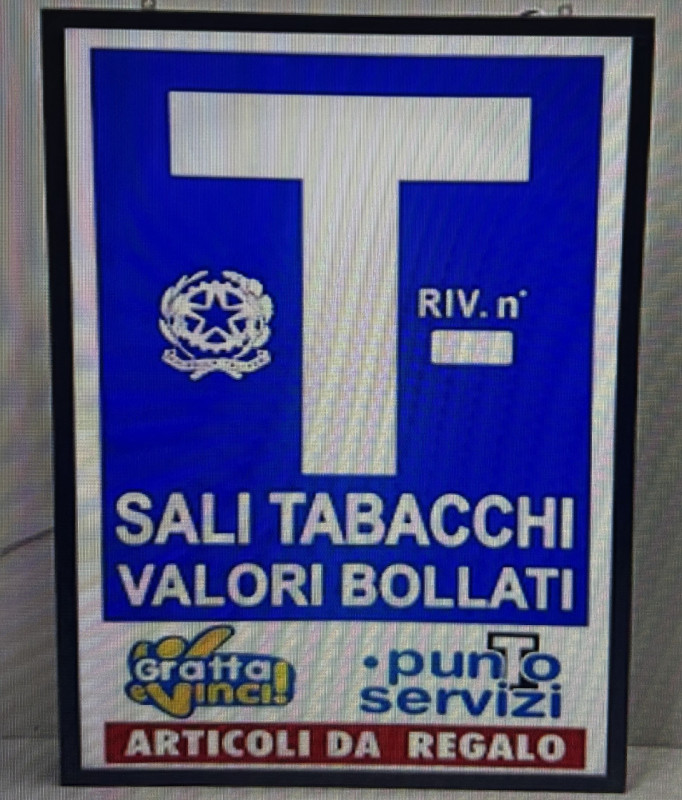 T
RIV. n°
SALI TABACCHI
VALORI BOLLATI
Gratta
e Vinci!
• punTo
servizi
ARTICOLI DA REGALO